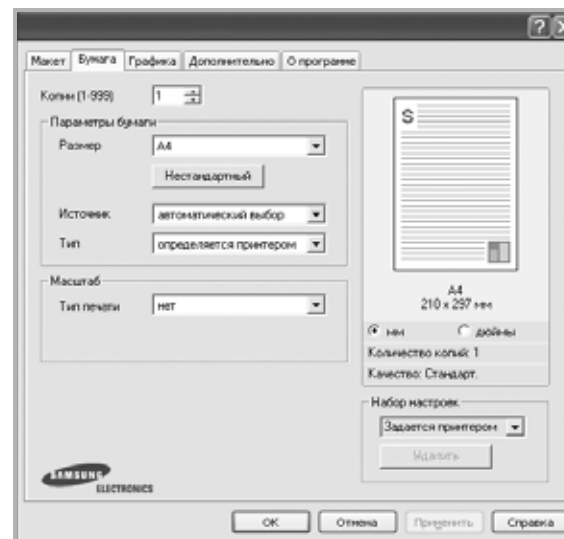 Макет Бумага Графика Дополнительно О программе
Копии (1-999) 1
Параметры бумаги
Размер A4
Нестандартный
Источник автоматический выбор
Тип определяется принтером
Масштаб
Тип печати нет
S
A4
210 x 297 мм
мм дюймы
Количество копий: 1
Качество: Стандарт.
Набор настроек
Задается принтером
Удалить
SAMSUNG
ELECTRONICS
OK Отмена Применить Справка